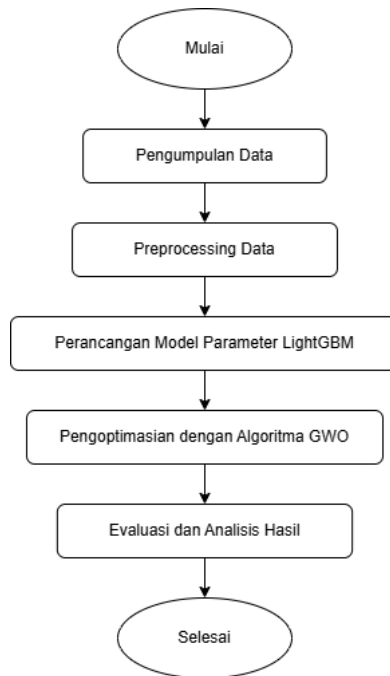 Mulai
Pengumpulan Data
Preprocessing Data
Perancangan Model Parameter LightGBM
Pengoptimasian dengan Algoritma GWO
Evaluasi dan Analisis Hasil
Selesai